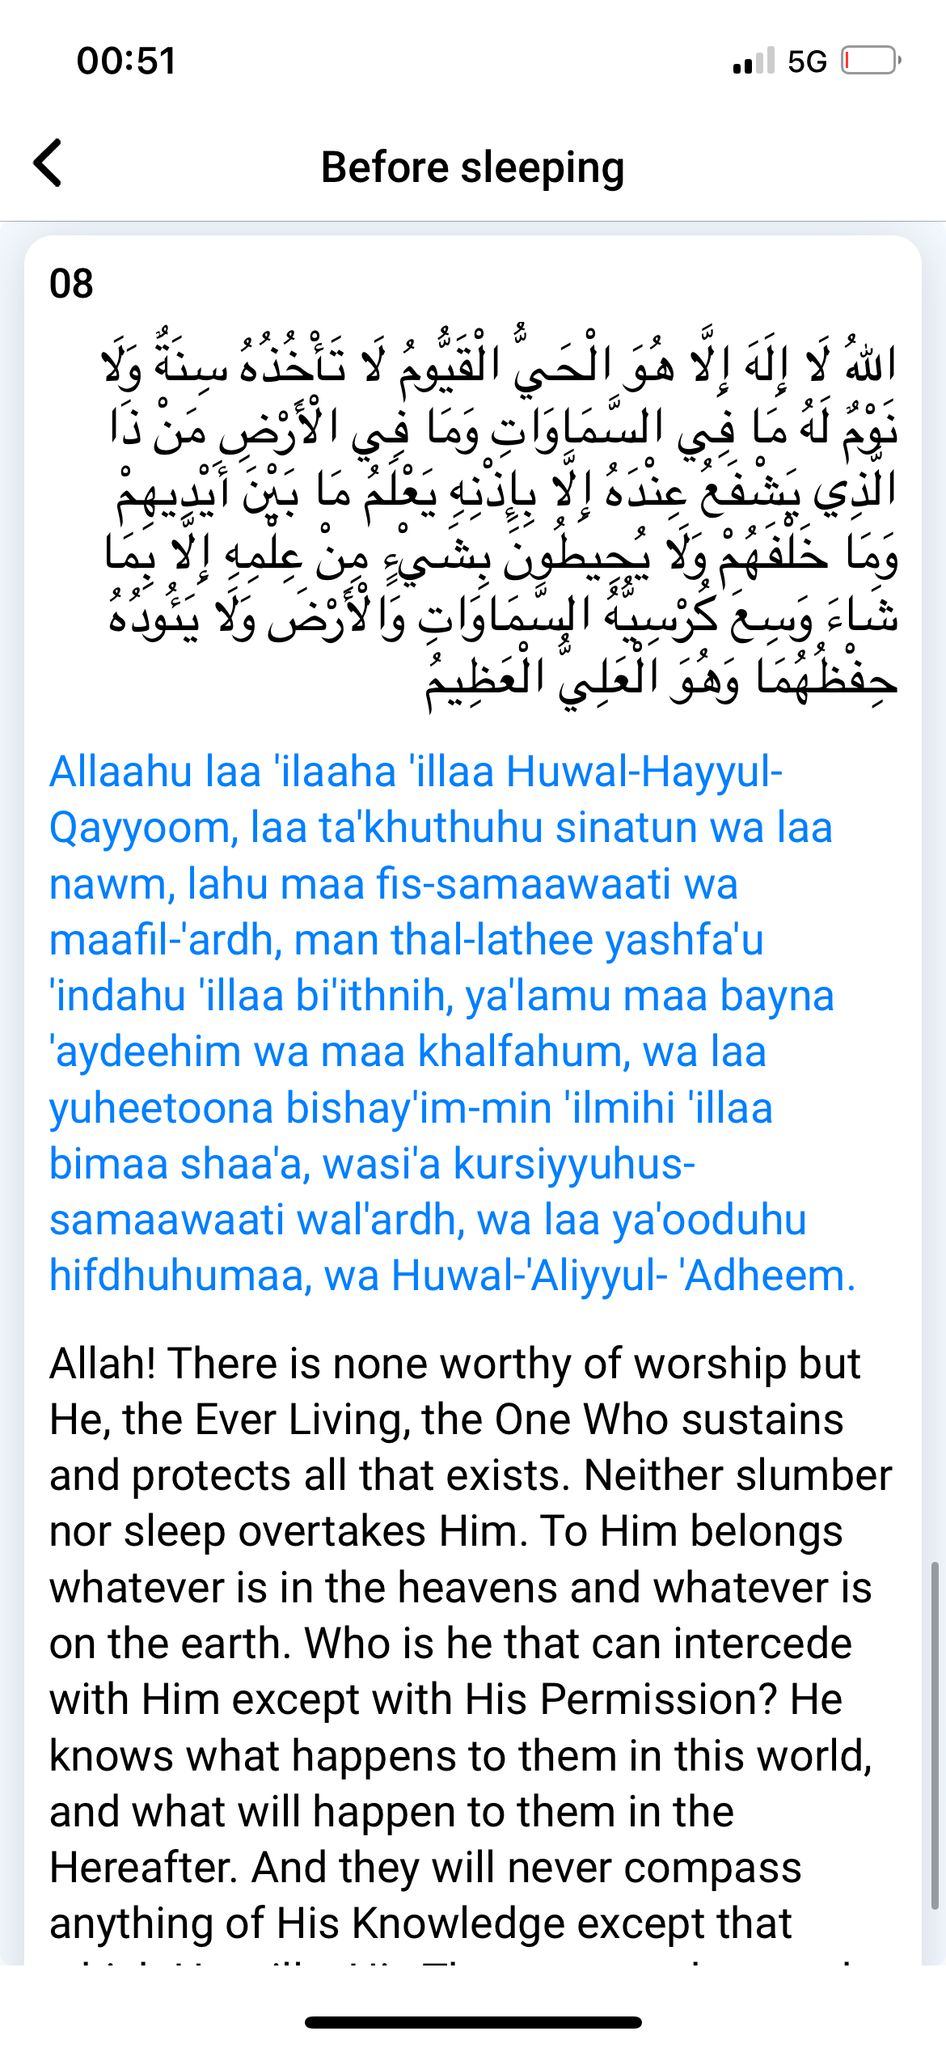 00:51
5G
Before sleeping
08
اللهُ لَا إِلَهَ إِلَّا هُوَ الْحَيُّ الْقَيُّومُ لَا تَأْخُذُهُ سِنَةٌ وَلَا
نَوْمٌ لَهُ مَا فِي السَّمَاوَاتِ وَمَا فِي الْأَرْضِ مَنْ ذَا
الَّذِي يَشْفَعُ عِنْدَهُ إِلَّا بِإِذْنِهِ يَعْلَمُ مَا بَيْنَ أَيْدِيهِمْ
وَمَا خَلْفَهُمْ وَلَا يُحِيطُونَ بِشَيْءٍ مِنْ عِلْمِهِ إِلَّا بِمَا
شَاءَ وَسِعَ كُرْسِيُّهُ السَّمَاوَاتِ وَالْأَرْضَ وَلَا يَئُودُهُ
حِفْظُهُمَا وَهُوَ الْعَلِيُّ الْعَظِيمُ
Allaahu laa 'ilaaha 'illaa Huwal-Hayyul-
Qayyoom, laa ta'khuthuhu sinatun wa laa
nawm, lahu maa fis-samaawaati wa
maafil-'ardh, man thal-lathee yashfa'u
'indahu 'illaa bi'ithnih, ya'lamu maa bayna
'aydeehim wa maa khalfahum, wa laa
yuheetoona bishay'im-min 'ilmihi 'illaa
bimaa shaa'a, wasi'a kursiyyuhus-
samaawaati wal'ardh, wa laa ya'ooduhu
hifdhuhumaa, wa Huwal-'Aliyyul- 'Adheem.
Allah! There is none worthy of worship but
He, the Ever Living, the One Who sustains
and protects all that exists. Neither slumber
nor sleep overtakes Him. To Him belongs
whatever is in the heavens and whatever is
on the earth. Who is he that can intercede
with Him except with His Permission? He
knows what happens to them in this world,
and what will happen to them in the
Hereafter. And they will never compass
anything of His Knowledge except that